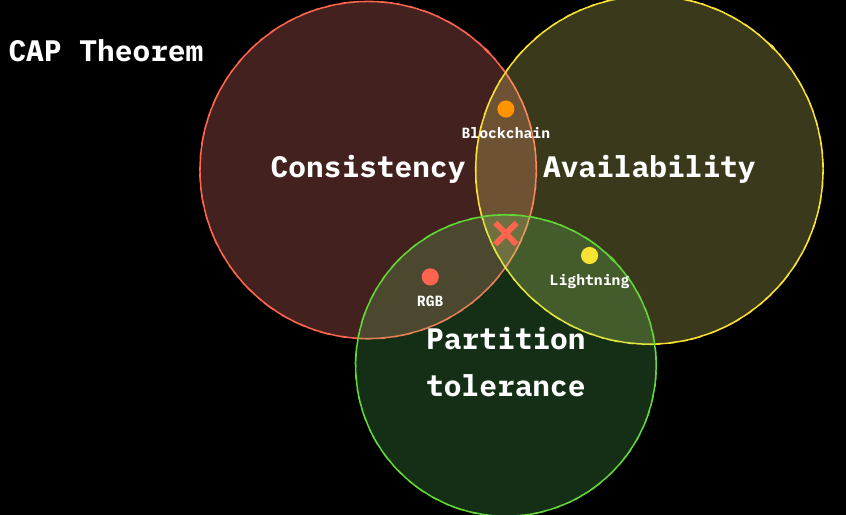 CAP Theorem
Blockchain
Consistency
Availability
Lightning
RGB
Partition
tolerance